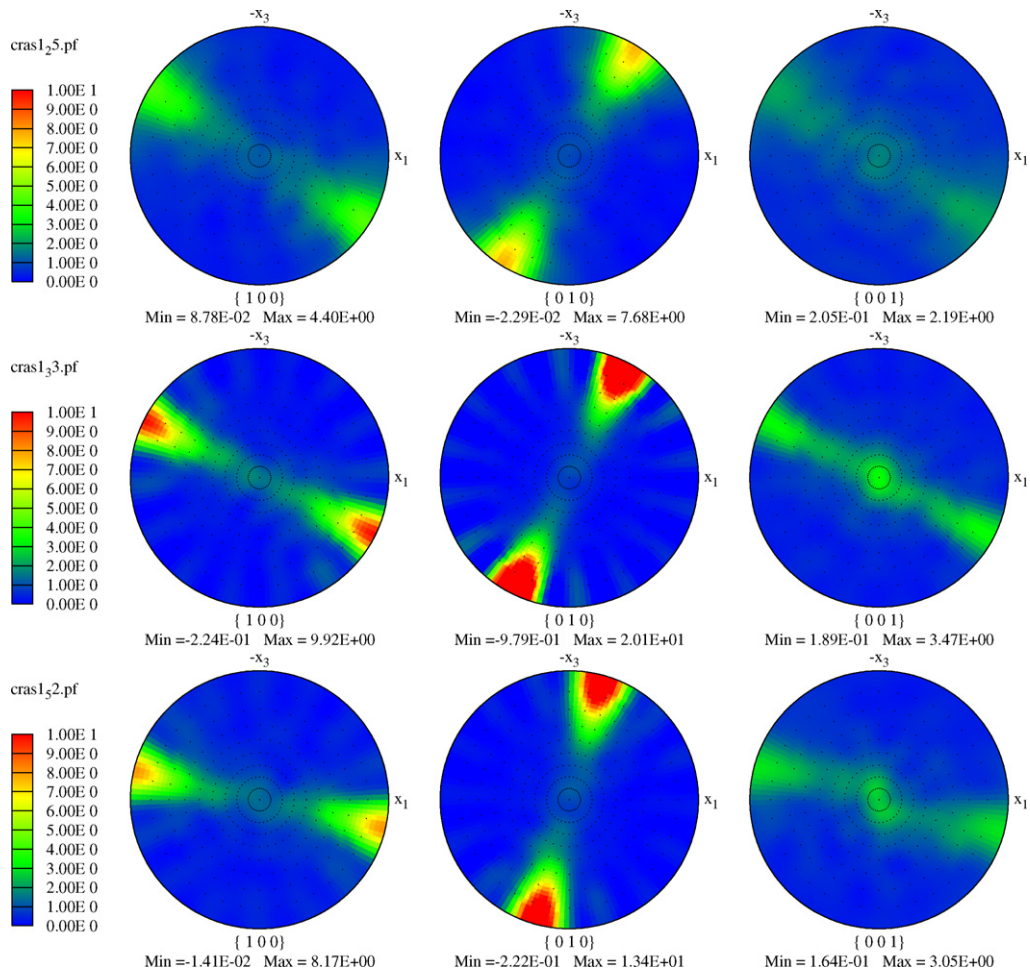 -x3 -x3 -x3
cras1₂5.pf
1.00E 1
9.00E 0
8.00E 0
7.00E 0
6.00E 0
5.00E 0
4.00E 0
3.00E 0
2.00E 0
1.00E 0
0.00E 0
x1 x1 x1
{ 1 0 0} { 0 1 0} { 0 0 1}
Min = 8.78E-02 Max = 4.40E+00 Min =-2.29E-02 Max = 7.68E+00 Min = 2.05E-01 Max = 2.19E+00
-x3 -x3 -x3
cras1₃3.pf
1.00E 1
9.00E 0
8.00E 0
7.00E 0
6.00E 0
5.00E 0
4.00E 0
3.00E 0
2.00E 0
1.00E 0
0.00E 0
x1 x1 x1
{ 1 0 0} { 0 1 0} { 0 0 1}
Min =-2.24E-01 Max = 9.92E+00 Min =-9.79E-01 Max = 2.01E+01 Min = 1.89E-01 Max = 3.47E+00
-x3 -x3 -x3
cras1₅2.pf
1.00E 1
9.00E 0
8.00E 0
7.00E 0
6.00E 0
5.00E 0
4.00E 0
3.00E 0
2.00E 0
1.00E 0
0.00E 0
x1 x1 x1
{ 1 0 0} { 0 1 0} { 0 0 1}
Min =-1.41E-02 Max = 8.17E+00 Min =-2.22E-01 Max = 1.34E+01 Min = 1.64E-01 Max = 3.05E+00